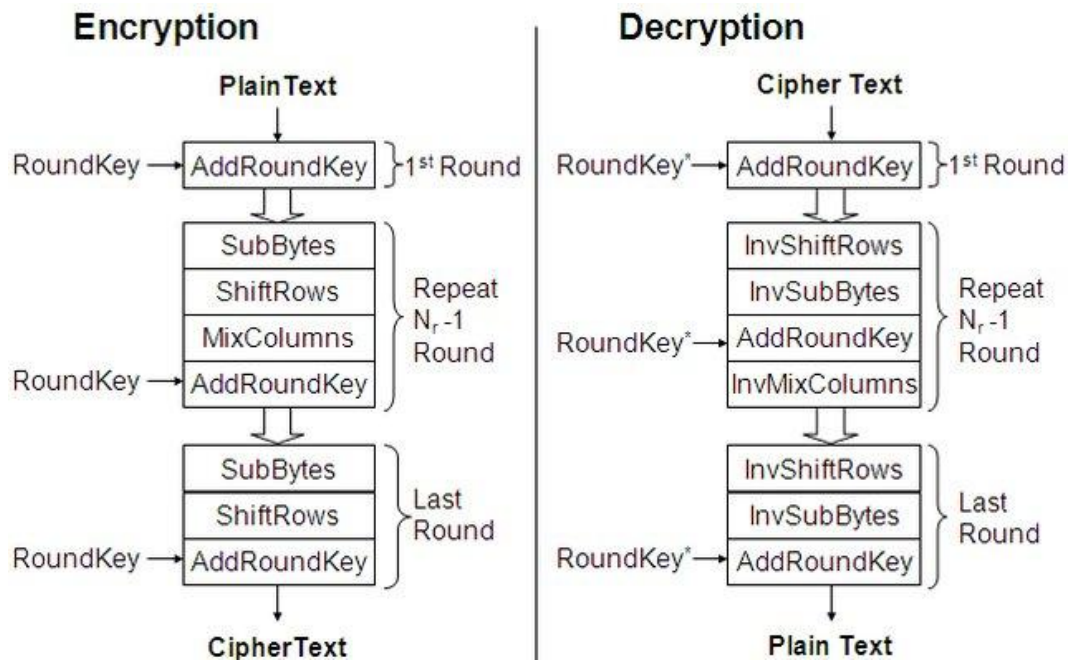 Encryption
PlainText
RoundKey
AddRoundKey
1st Round
SubBytes
ShiftRows
MixColumns
RoundKey
AddRoundKey
Repeat
Nr -1
Round
SubBytes
ShiftRows
RoundKey
AddRoundKey
Last
Round
CipherText
Decryption
Cipher Text
RoundKey*
AddRoundKey
1st Round
InvShiftRows
InvSubBytes
RoundKey*
AddRoundKey
InvMixColumns
Repeat
Nr -1
Round
InvShiftRows
InvSubBytes
RoundKey*
AddRoundKey
Last
Round
Plain Text